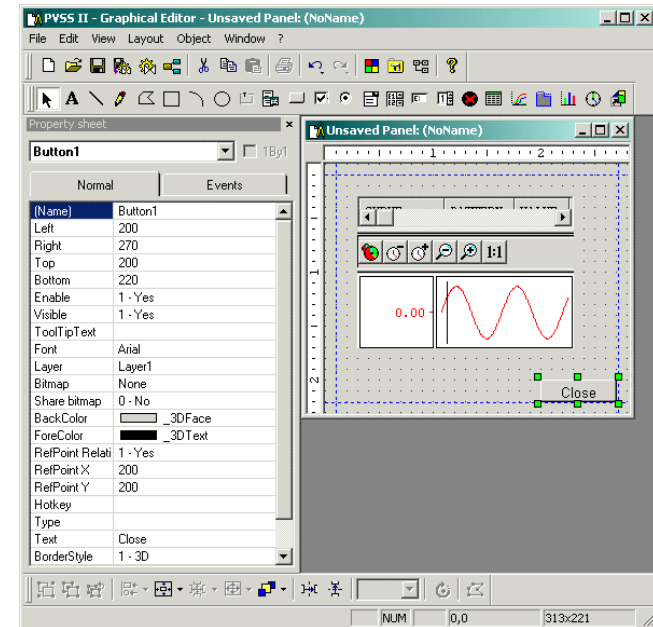 PVSS II - Graphical Editor - Unsaved Panel: (NoName)
File Edit View Layout Object Window ?
Property sheet
Button1
1By1
Normal Events
(Name) Button1
Left 200
Right 270
Top 200
Bottom 220
Enable 1 - Yes
Visible 1 - Yes
ToolTipText
Font Arial
Layer Layer1
Bitmap None
Share bitmap 0 - No
BackColor _3DFace
ForeColor _3DText
RefPoint Relati 1 - Yes
RefPoint X 200
RefPoint Y 200
Hotkey
Type
Text Close
BorderStyle 1 - 3D
Unsaved Panel: (NoName)
1 2
1:1
1
0.00
2
Close
NUM 0,0 313x221